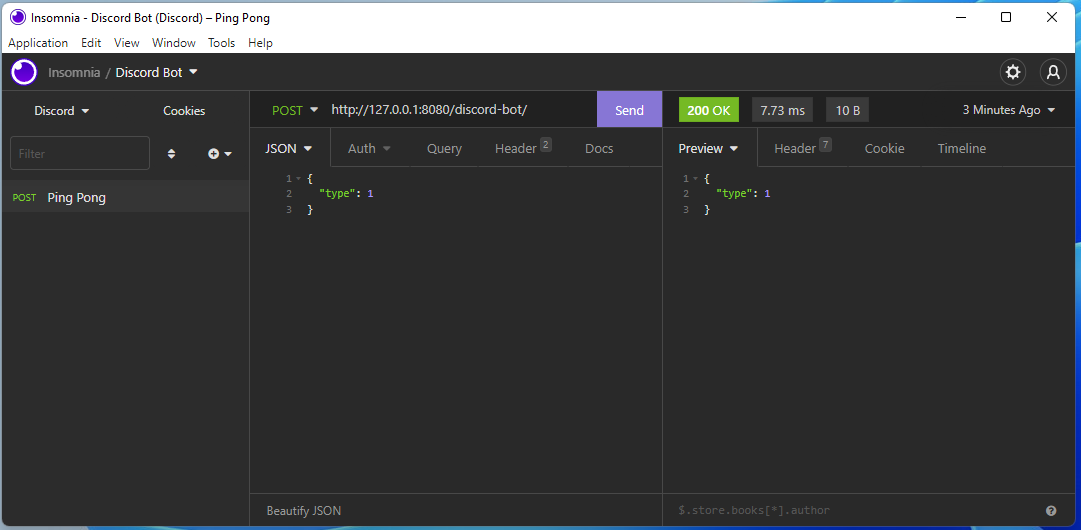 Insomnia - Discord Bot (Discord) – Ping Pong
Application Edit View Window Tools Help
Insomnia / Discord Bot
Discord Cookies
POST http://127.0.0.1:8080/discord-bot/ Send
200 OK 7.73 ms 10 B 3 Minutes Ago
Filter
JSON Auth Query Header 2 Docs
Preview Header 7 Cookie Timeline
POST Ping Pong
1 {
2 "type": 1
3 }
1 {
2 "type": 1
3 }
Beautify JSON
$.store.books[*].author
?